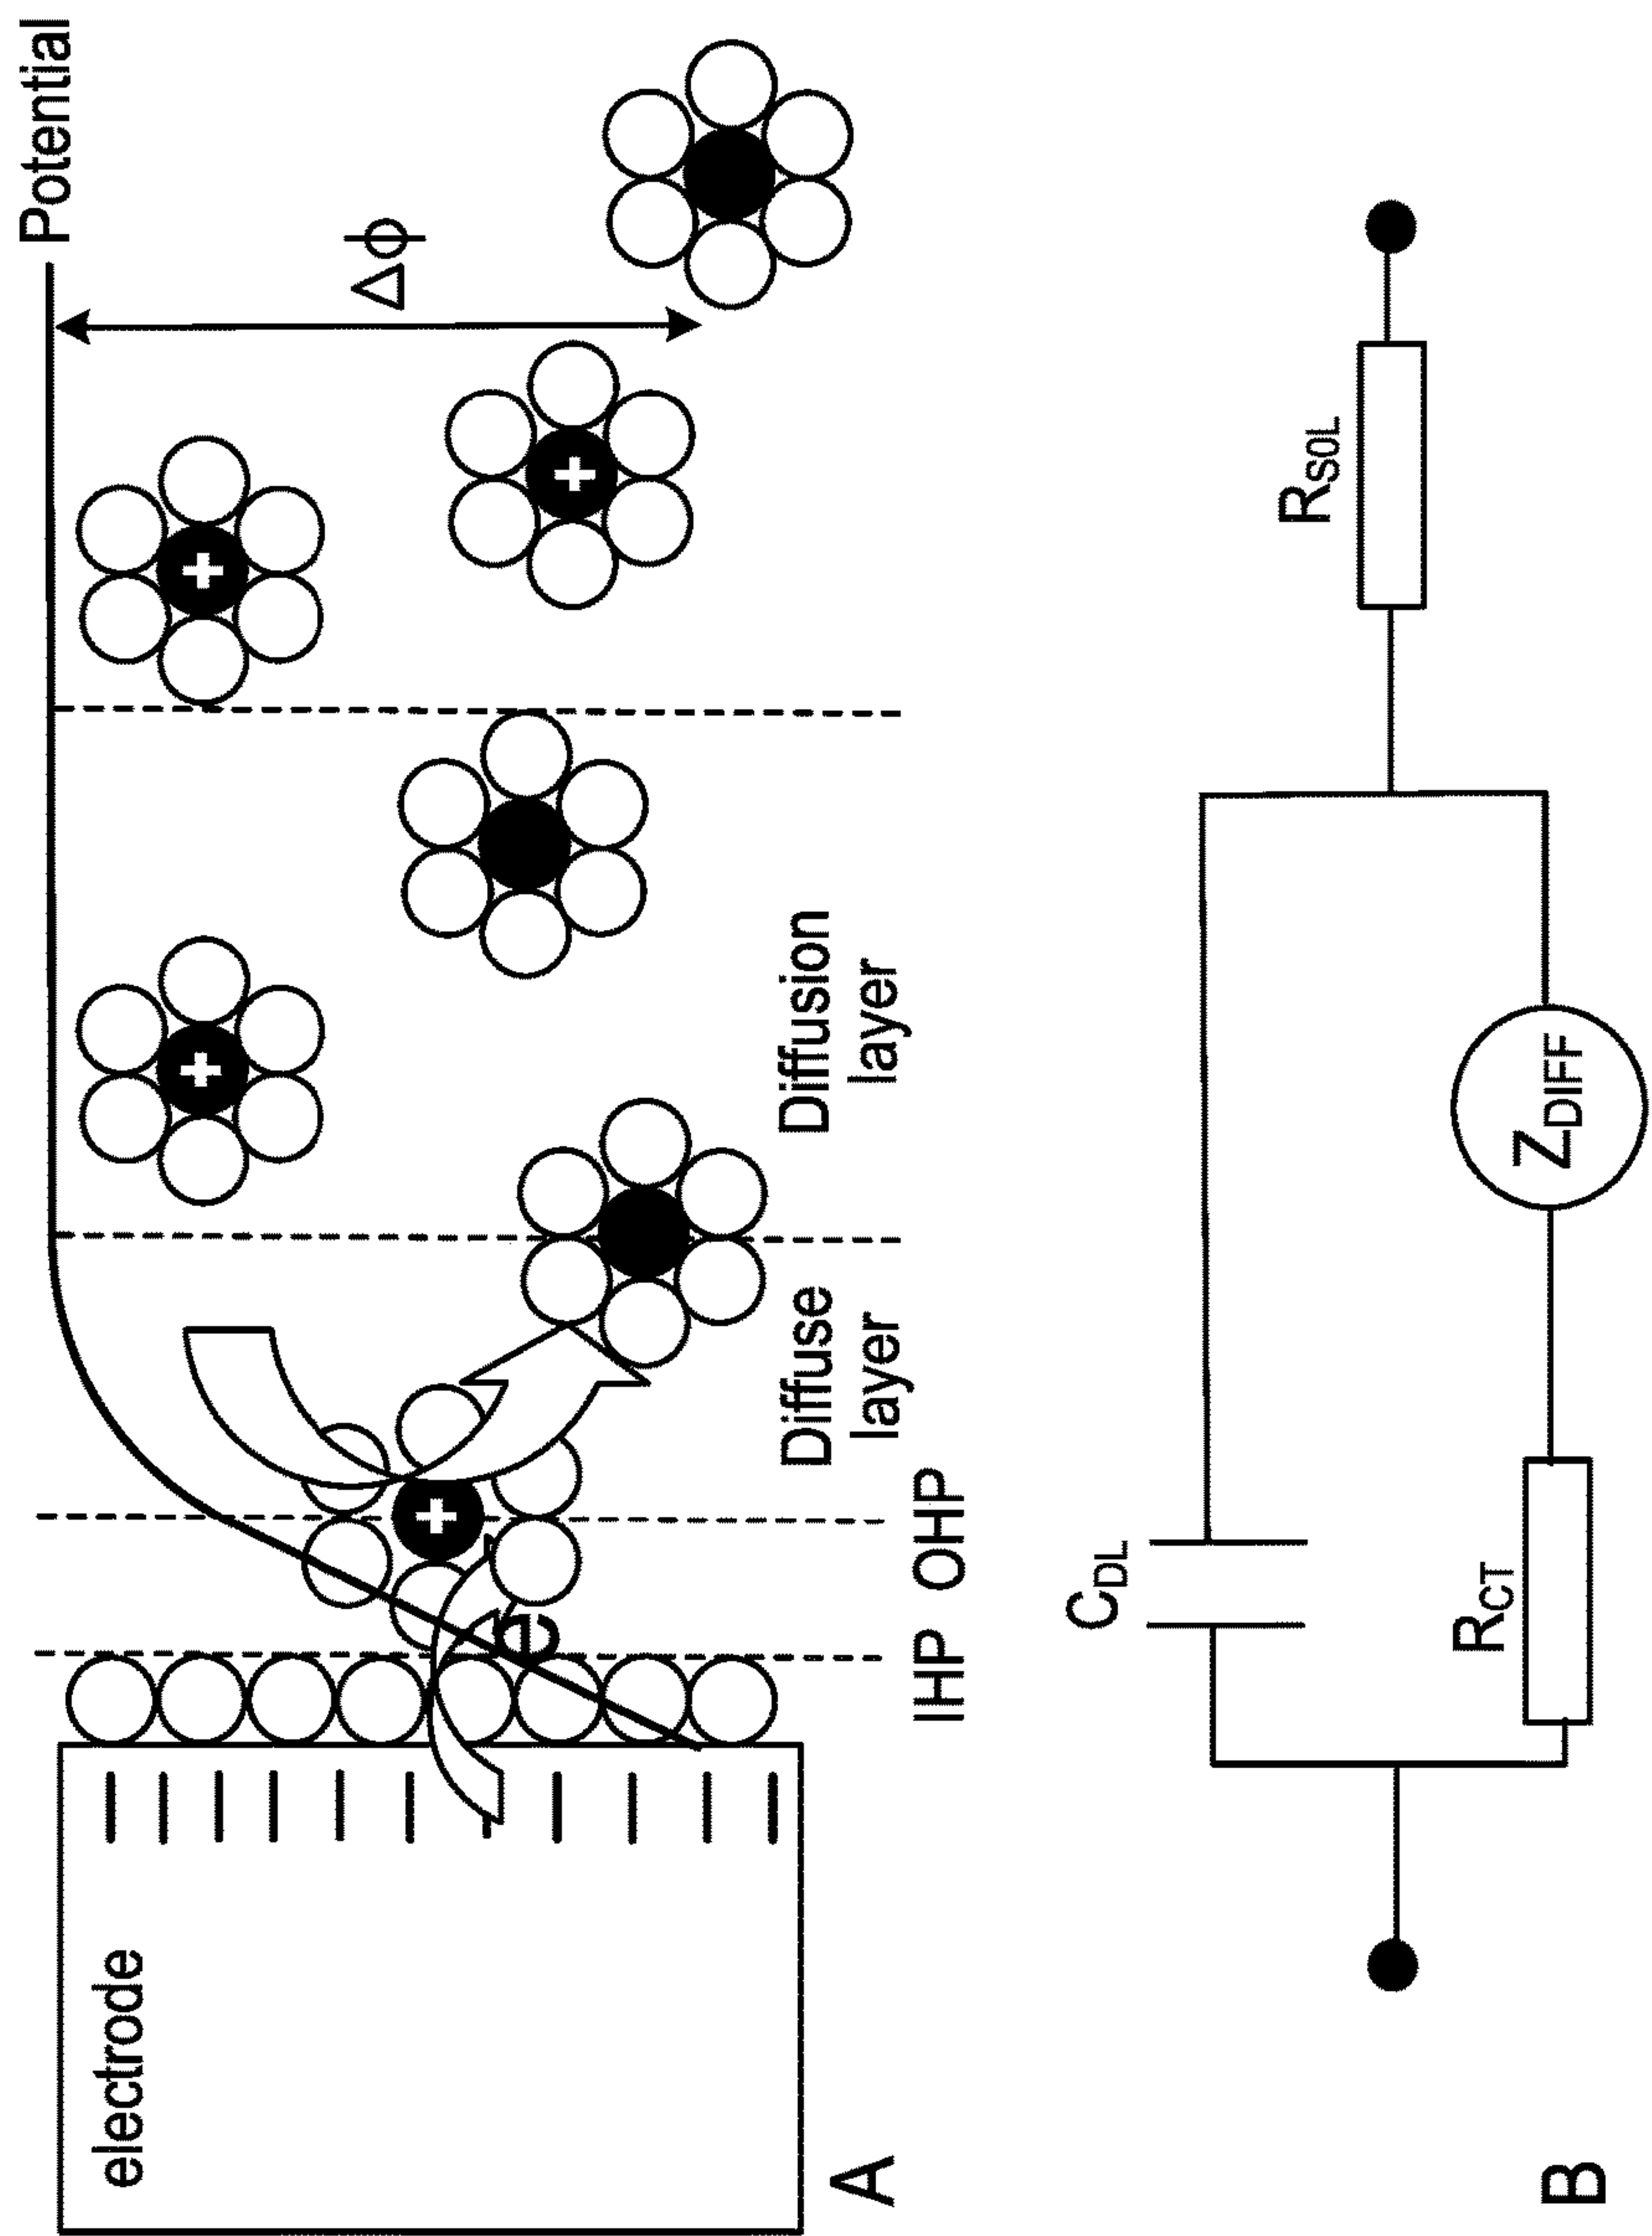 Potential
electrode
Δϕ
e
Diffuse
layer
Diffusion
layer
IHP OHP
A
C_DL
R_SOL
R_CT
Z_DIFF
B